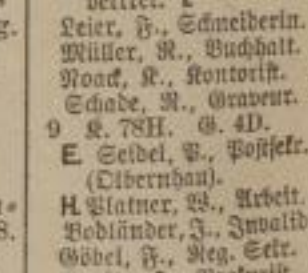 g.
Leier, F., Schneiderin.
Müller, R., Buchhalt.
Noack, K., Kontorist.
Schade, R., Graveur.
9 K. 78H. G. 4D.
E Seidel, P., Postsekr.
(Olbernhau).
H Platner, W., Arbeit.
8. Bodländer, J., Invalid
Göbel, F., Reg. Sekr.